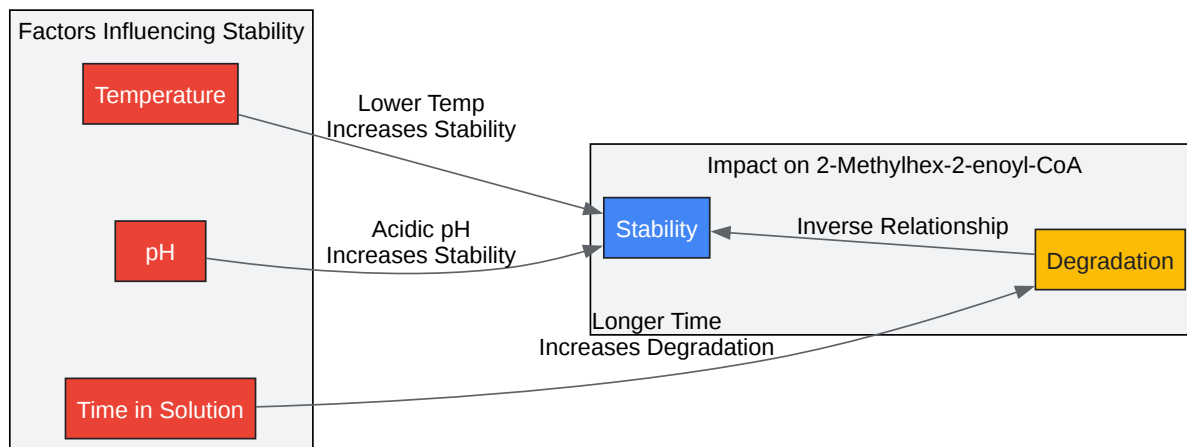 Factors Influencing Stability
Temperature
pH
Time in Solution
Lower Temp
Increases Stability
Acidic pH
Increases Stability
Longer Time
Increases Degradation
Impact on 2-Methylhex-2-enoyl-CoA
Stability
Inverse Relationship
Degradation